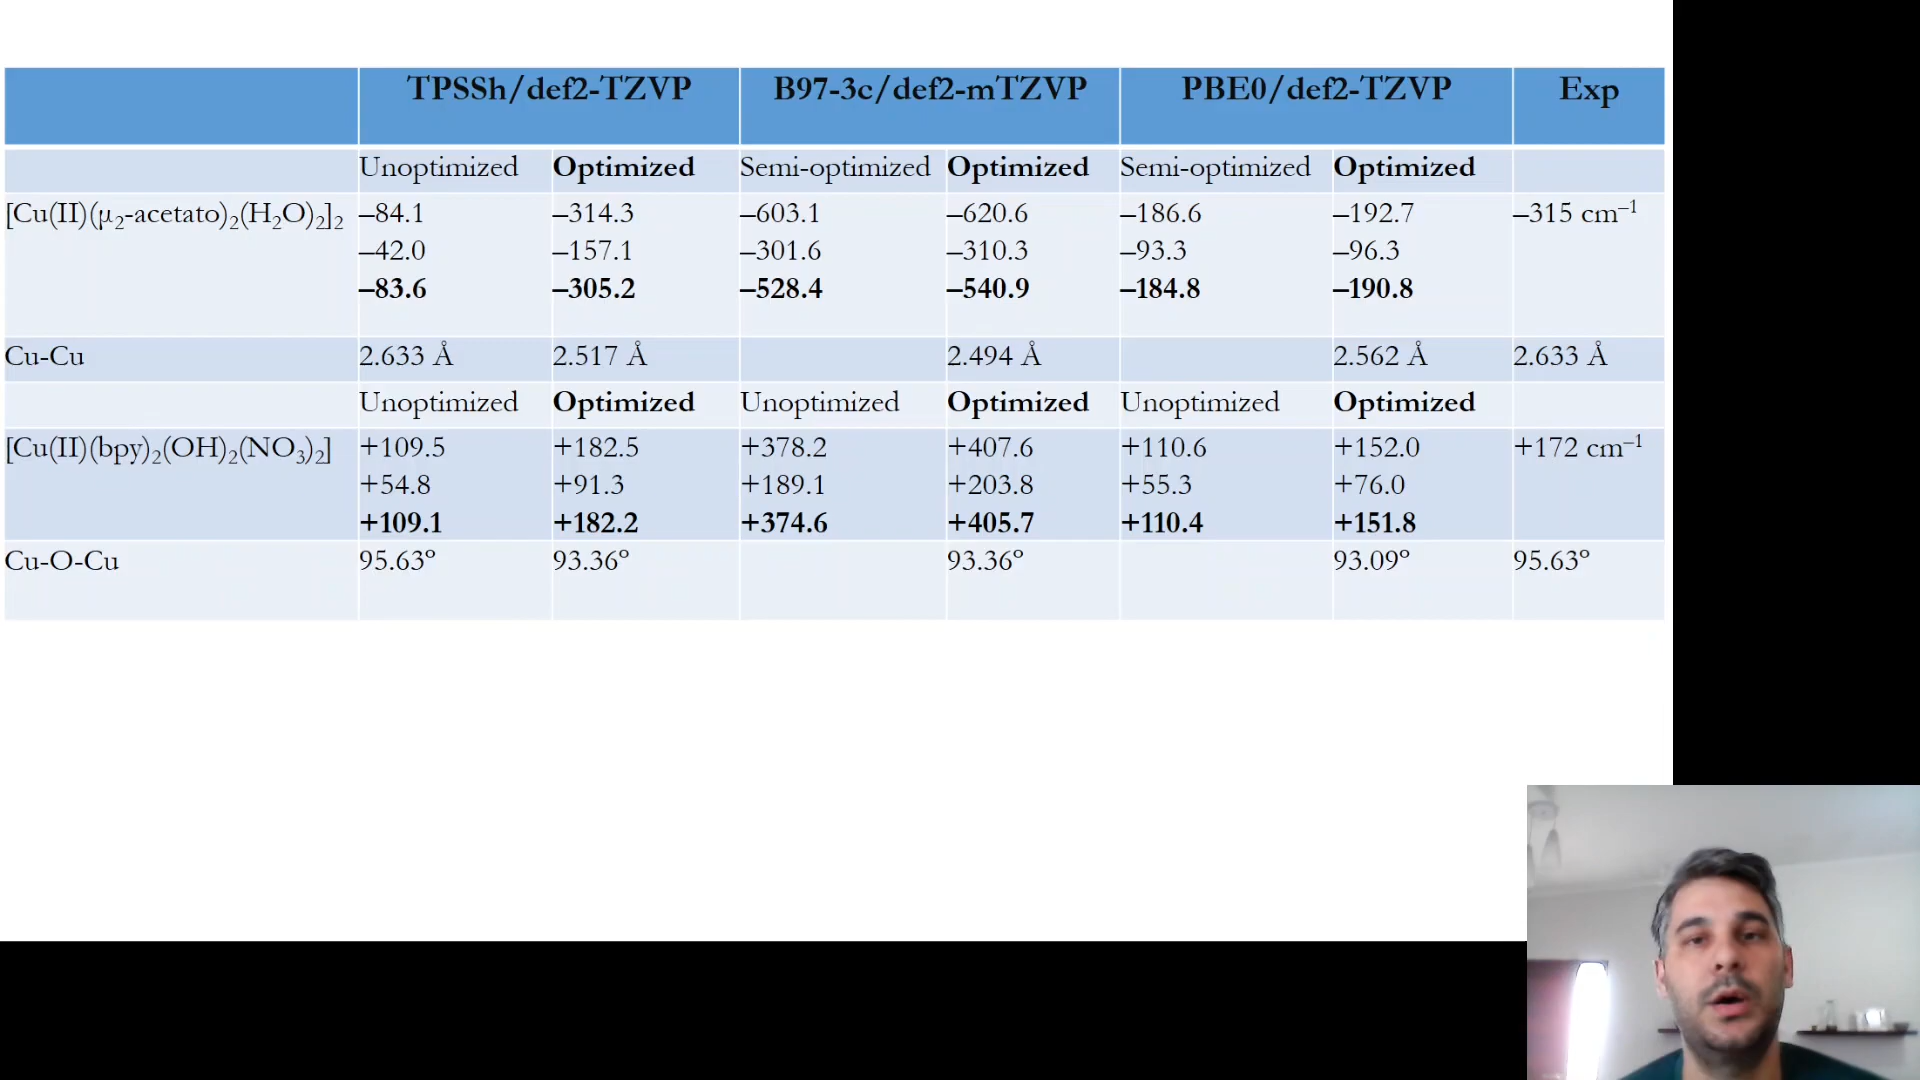 TPSSh/def2-TZVP B97-3c/def2-mTZVP PBE0/def2-TZVP Exp
Unoptimized Optimized Semi-optimized Optimized Semi-optimized Optimized
[Cu(II)(μ₂-acetato)₂(H₂O)₂]₂ –84.1 –314.3 –603.1 –620.6 –186.6 –192.7 –315 cm⁻¹
–42.0 –157.1 –301.6 –310.3 –93.3 –96.3
–83.6 –305.2 –528.4 –540.9 –184.8 –190.8
Cu-Cu 2.633 Å 2.517 Å 2.494 Å 2.562 Å 2.633 Å
Unoptimized Optimized Unoptimized Optimized Unoptimized Optimized
[Cu(II)(bpy)₂(OH)₂(NO₃)₂] +109.5 +182.5 +378.2 +407.6 +110.6 +152.0 +172 cm⁻¹
+54.8 +91.3 +189.1 +203.8 +55.3 +76.0
+109.1 +182.2 +374.6 +405.7 +110.4 +151.8
Cu-O-Cu 95.63º 93.36º 93.36º 93.09º 95.63º